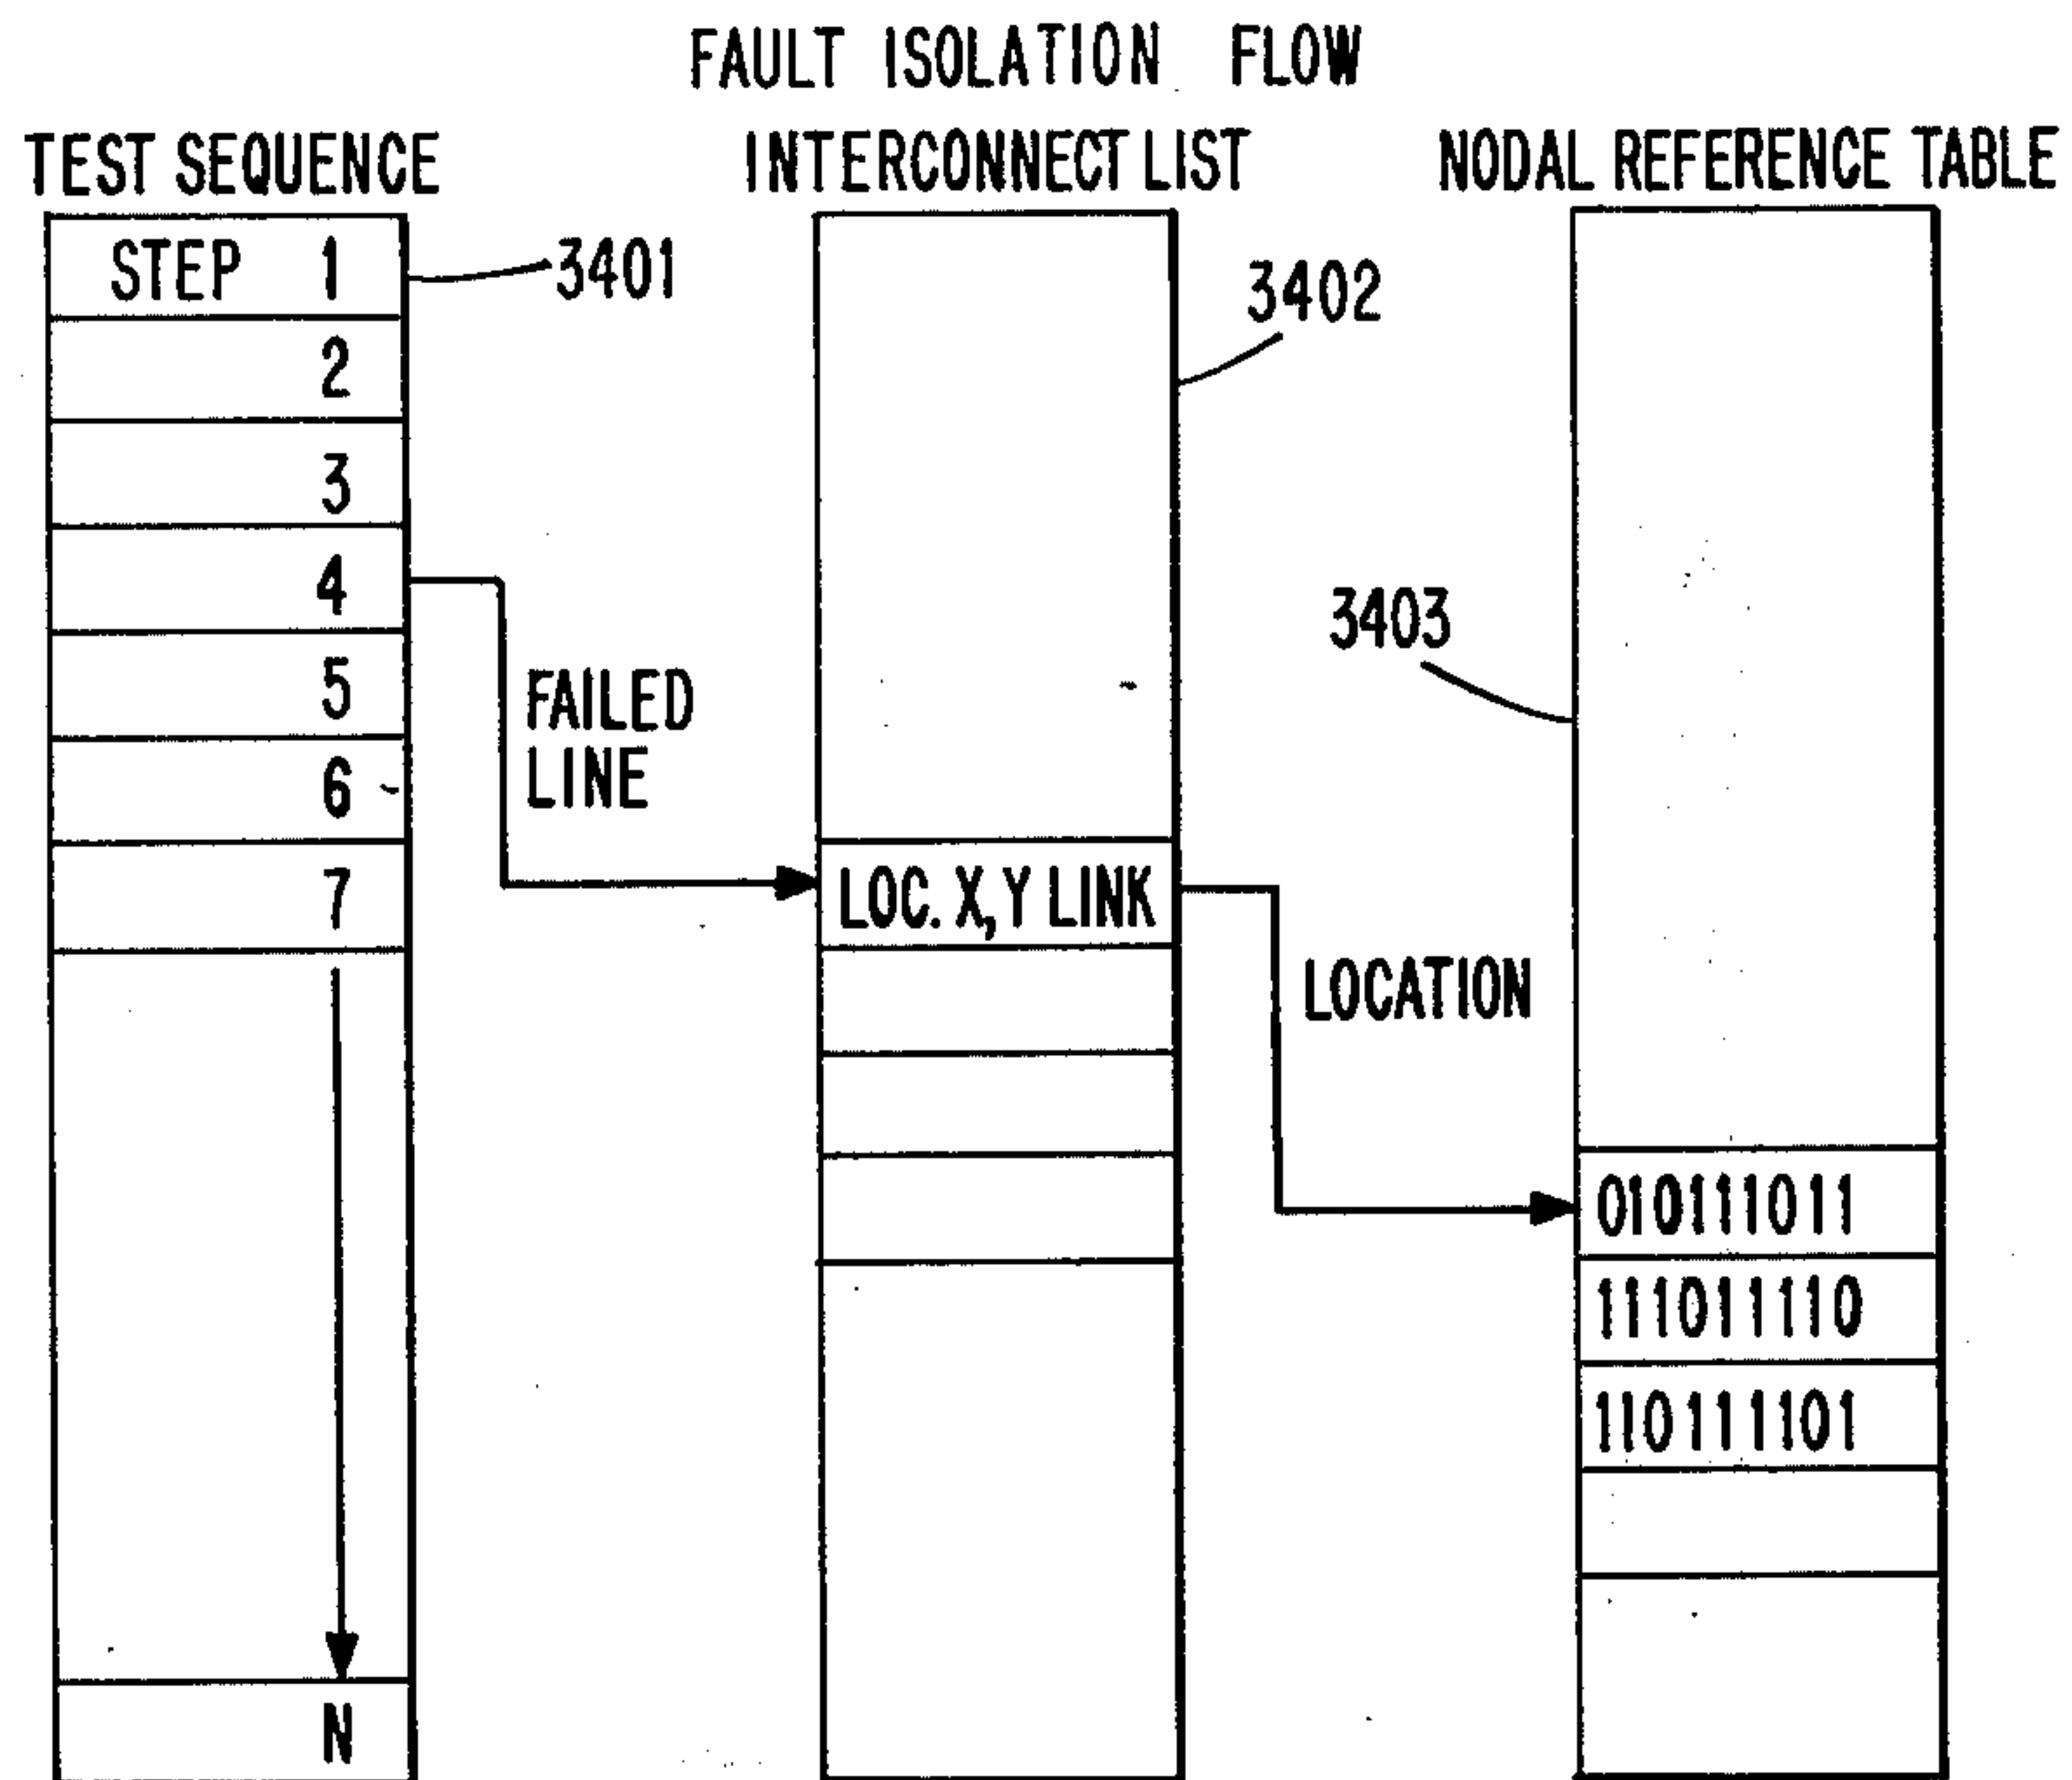 FAULT ISOLATION FLOW
TEST SEQUENCE
INTERCONNECT LIST
NODAL REFERENCE TABLE
STEP 1
3401
2
3
4
5
6
7
N
FAILED
LINE
3402
LOC. X,Y LINK
LOCATION
3403
010111011
111011110
110111101